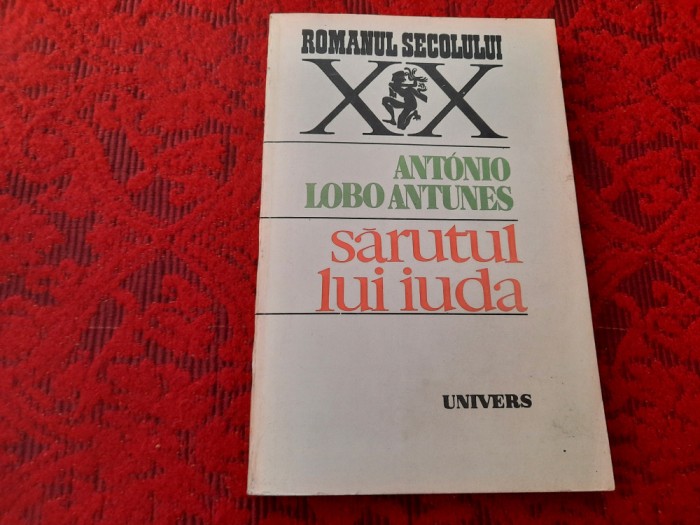 ROMANUL SECOLULUI
XX
ANTÓNIO
LOBO ANTUNES
sărutul
lui iuda
UNIVERS